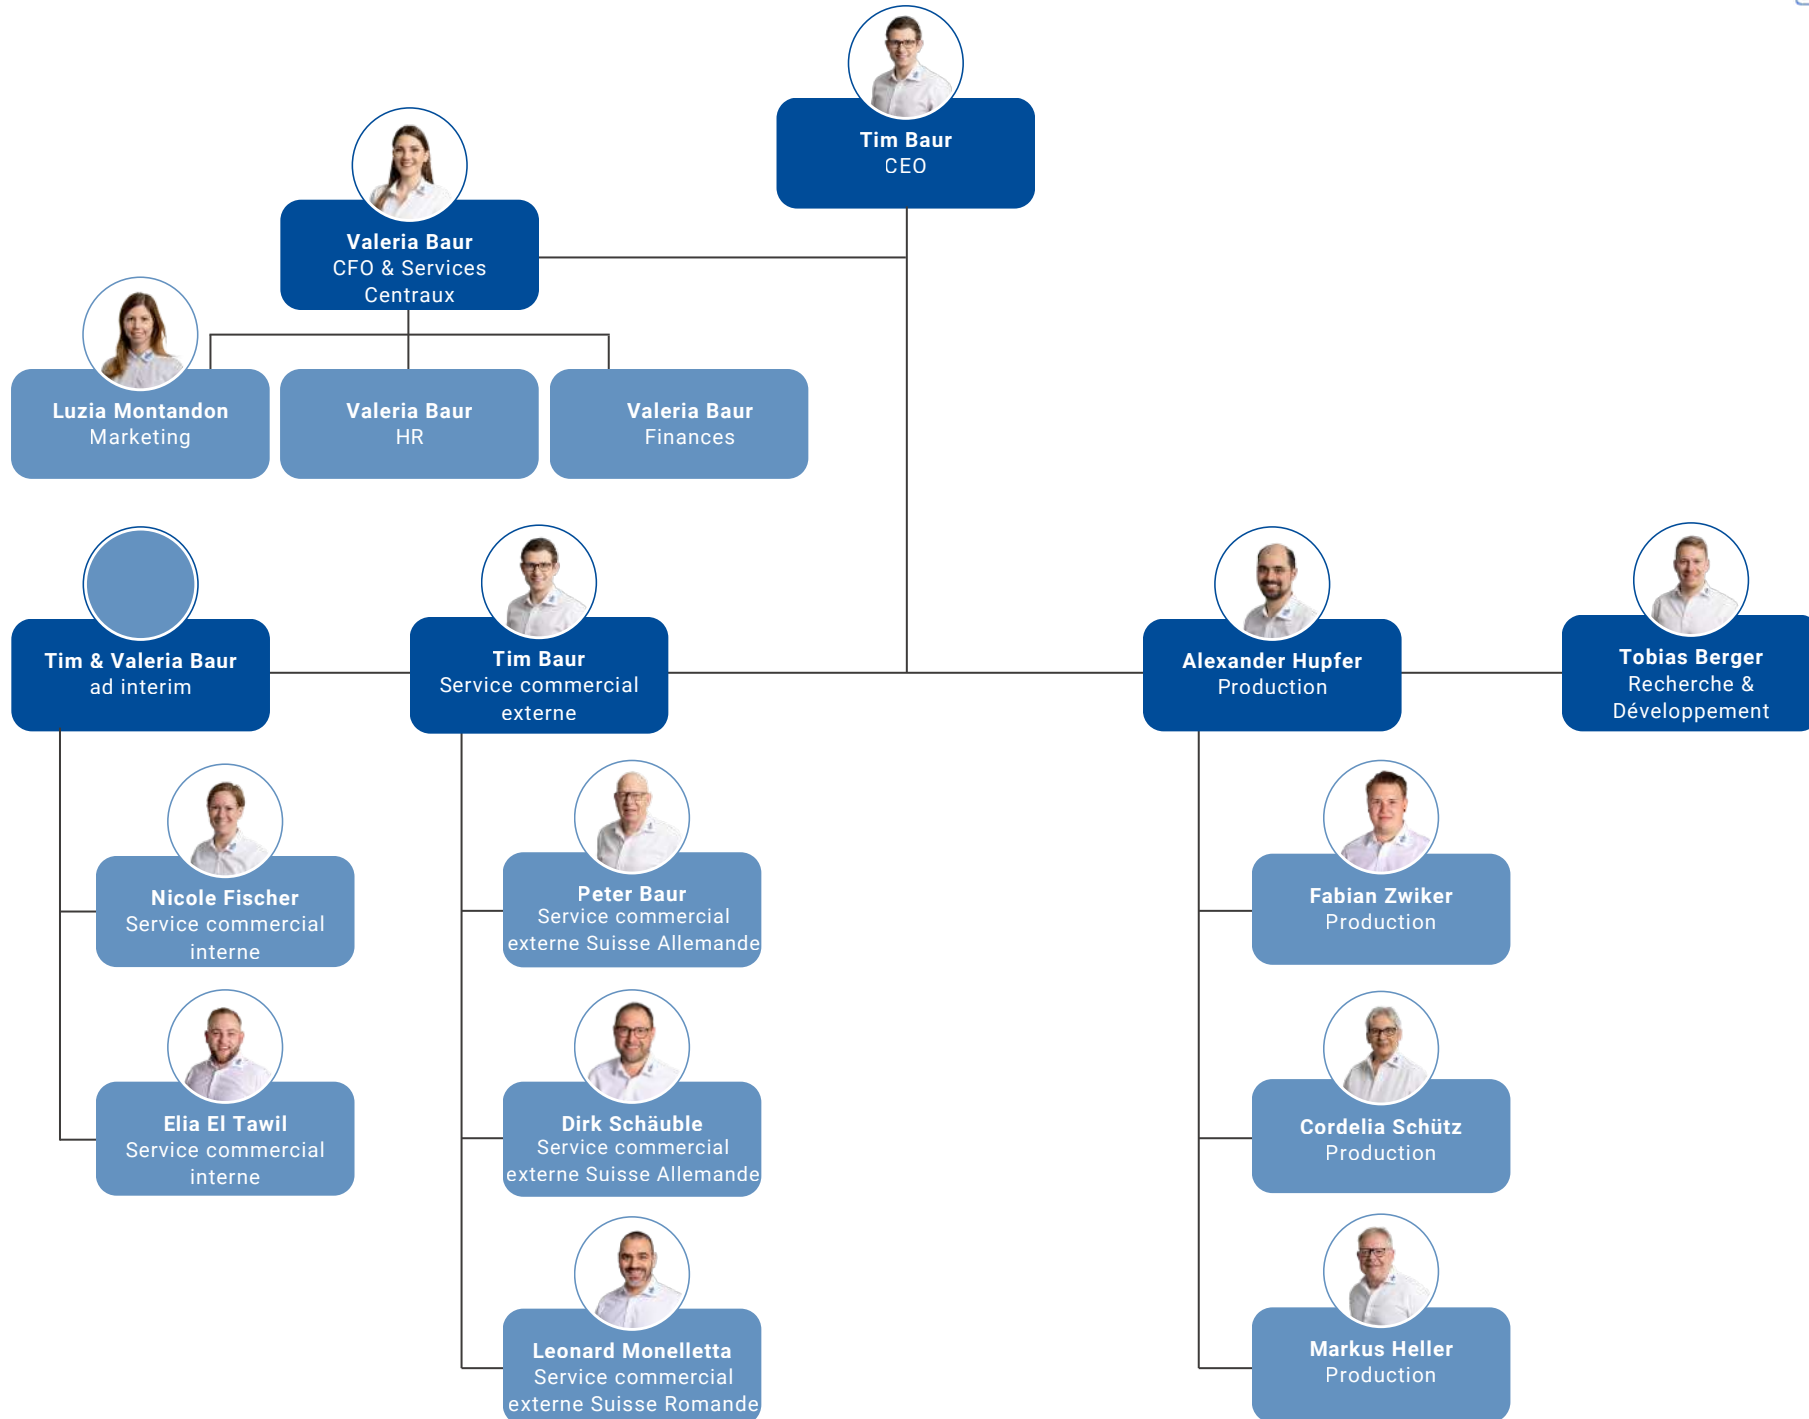 Tim Baur
CEO
Valeria Baur
CFO & Services
Centraux
Luzia Montandon
Marketing
Valeria Baur
HR
Valeria Baur
Finances
Tim & Valeria Baur
ad interim
Tim Baur
Service commercial
externe
Alexander Hupfer
Production
Tobias Berger
Recherche &
Développement
Nicole Fischer
Service commercial
interne
Peter Baur
Service commercial
externe Suisse Allemande
Fabian Zwiker
Production
Elia El Tawil
Service commercial
interne
Dirk Schäuble
Service commercial
externe Suisse Allemande
Cordelia Schütz
Production
Leonard Monelletta
Service commercial
externe Suisse Romande
Markus Heller
Production